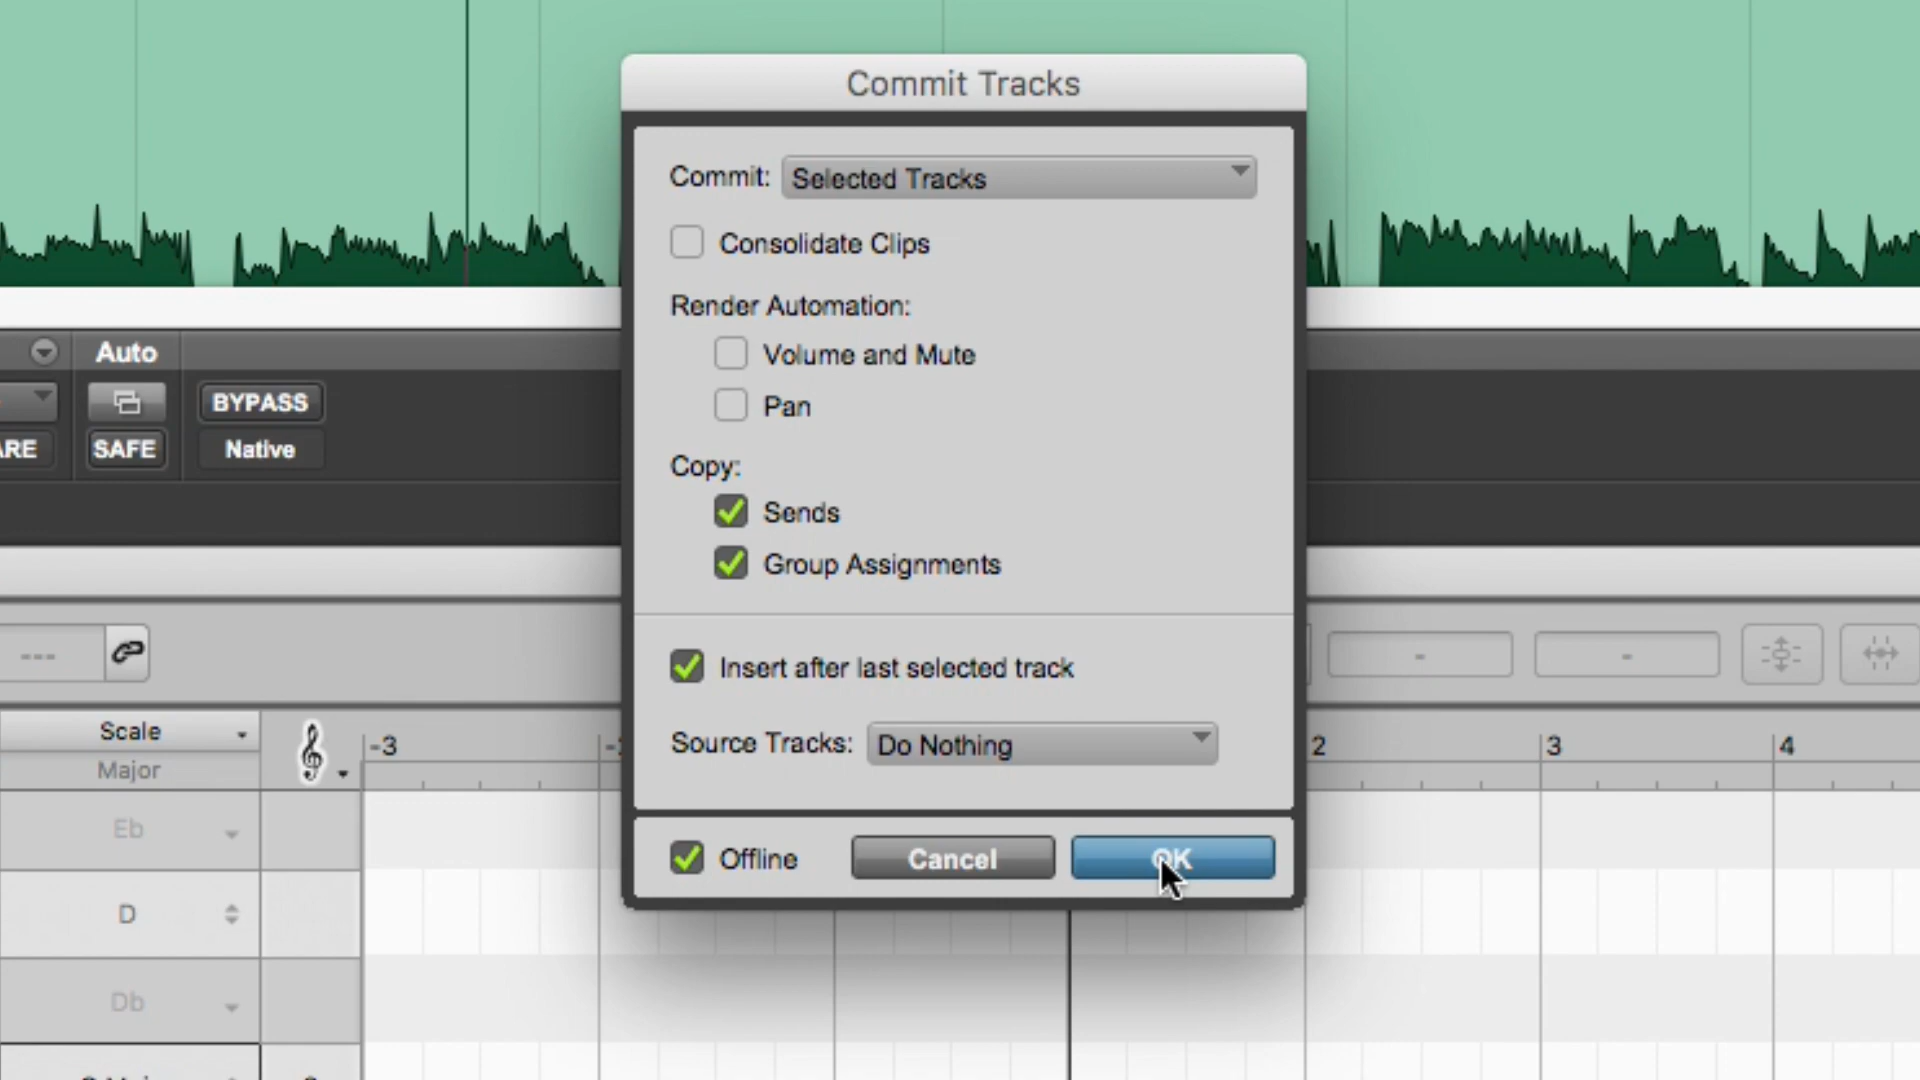 Commit Tracks
Commit: Selected Tracks
Consolidate Clips
Render Automation:
Volume and Mute
Pan
Copy:
Sends
Group Assignments
Insert after last selected track
Source Tracks: Do Nothing
Offline Cancel OK
Auto
BYPASS
SAFE Native
---
- -
Scale
Major
-3 2 3 4
Eb
D
Db